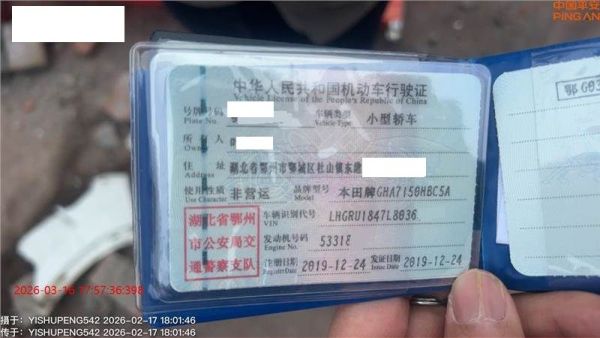 中国平安
PING AN
中华人民共和国机动车行驶证
Vehicle License of the People's Republic of China
号牌号码
Plate No.
车辆类型 小型轿车
Vehicle Type
所有人
Owner
住址 湖北省鄂州市鄂城区杜山镇东港
Address
使用性质 非营运
Use Character
品牌型号 本田牌GHA7150HBC5A
Model
湖北省鄂州
市公安局交
通警察支队
车辆识别代号 LHGRU1847L8036
VIN
发动机号码 53318
Engine No.
注册日期 2019-12-24
Register Date
发证日期 2019-12-24
Issue Date
鄂G03
2026-03-16 17:57:36:398
摄于：YISHUPENG542 2026-02-17 18:01:46
传于：YISHUPENG542 2026-02-17 18:01:46